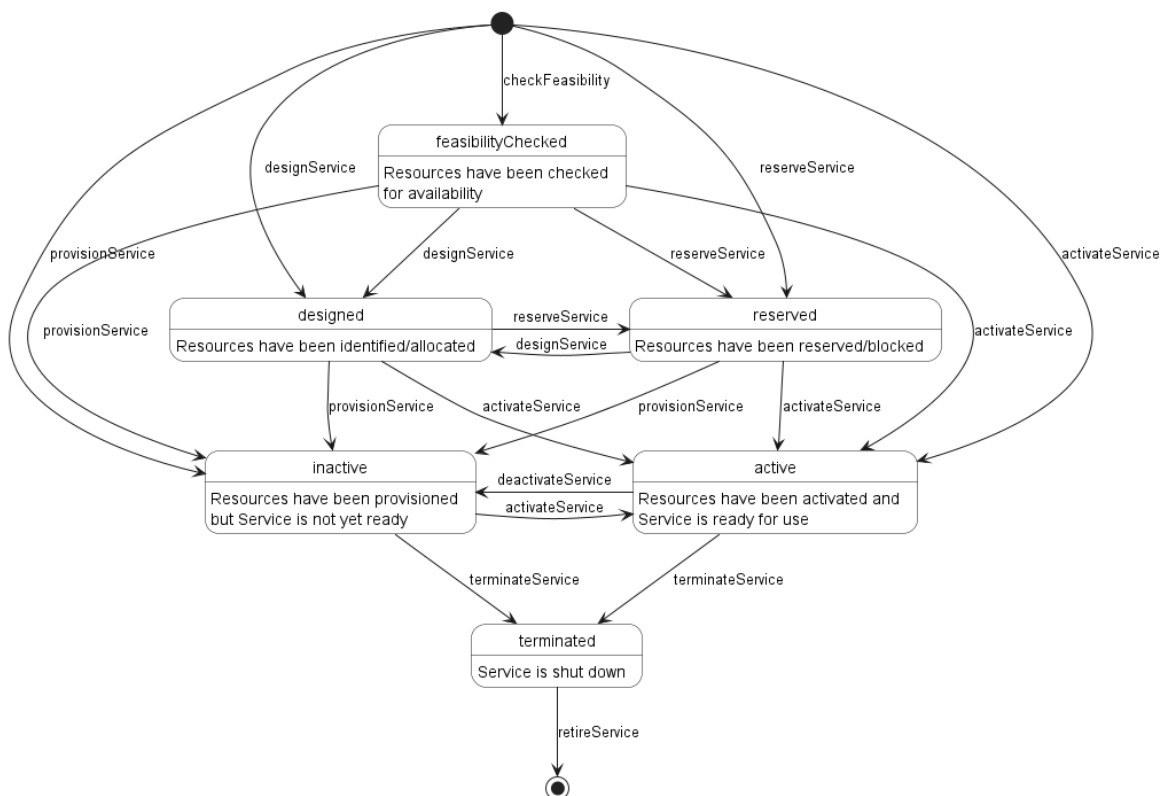 checkFeasibility
feasibilityChecked
Resources have been checked
for availability
designService
reserveService
provisionService
designService
reserveService
activateService
designed
Resources have been identified/allocated
reserveService
designService
reserved
Resources have been reserved/blocked
provisionService
activateService
provisionService
activateService
provisionService
activateService
inactive
Resources have been provisioned
but Service is not yet ready
deactivateService
activateService
active
Resources have been activated and
Service is ready for use
terminateService
terminateService
terminated
Service is shut down
retireService